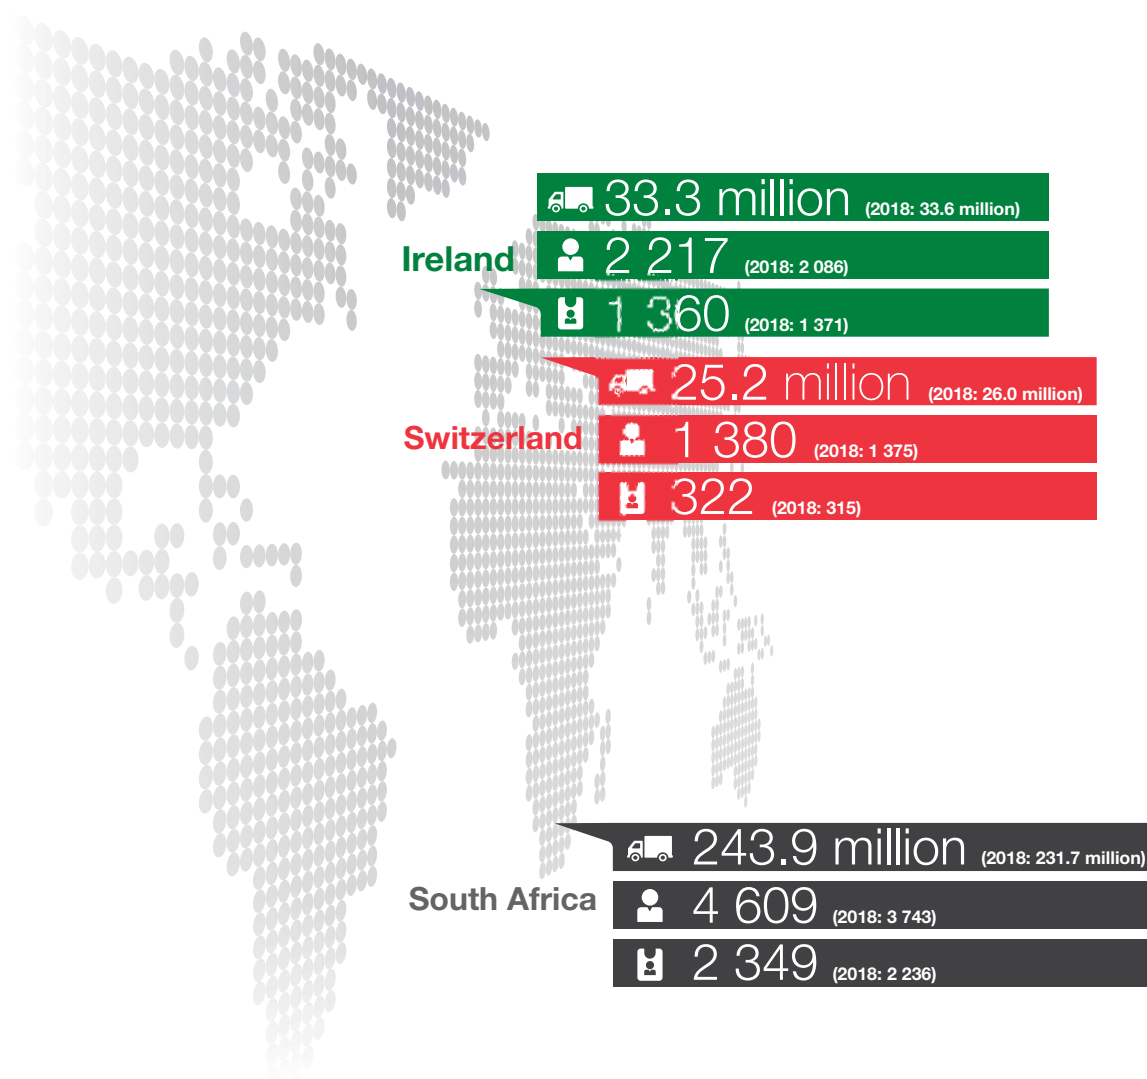 33.3 million (2018: 33.6 million)
Ireland
2 217 (2018: 2 086)
1 360 (2018: 1 371)
25.2 million (2018: 26.0 million)
Switzerland
1 380 (2018: 1 375)
322 (2018: 315)
243.9 million (2018: 231.7 million)
South Africa
4 609 (2018: 3 743)
2 349 (2018: 2 236)